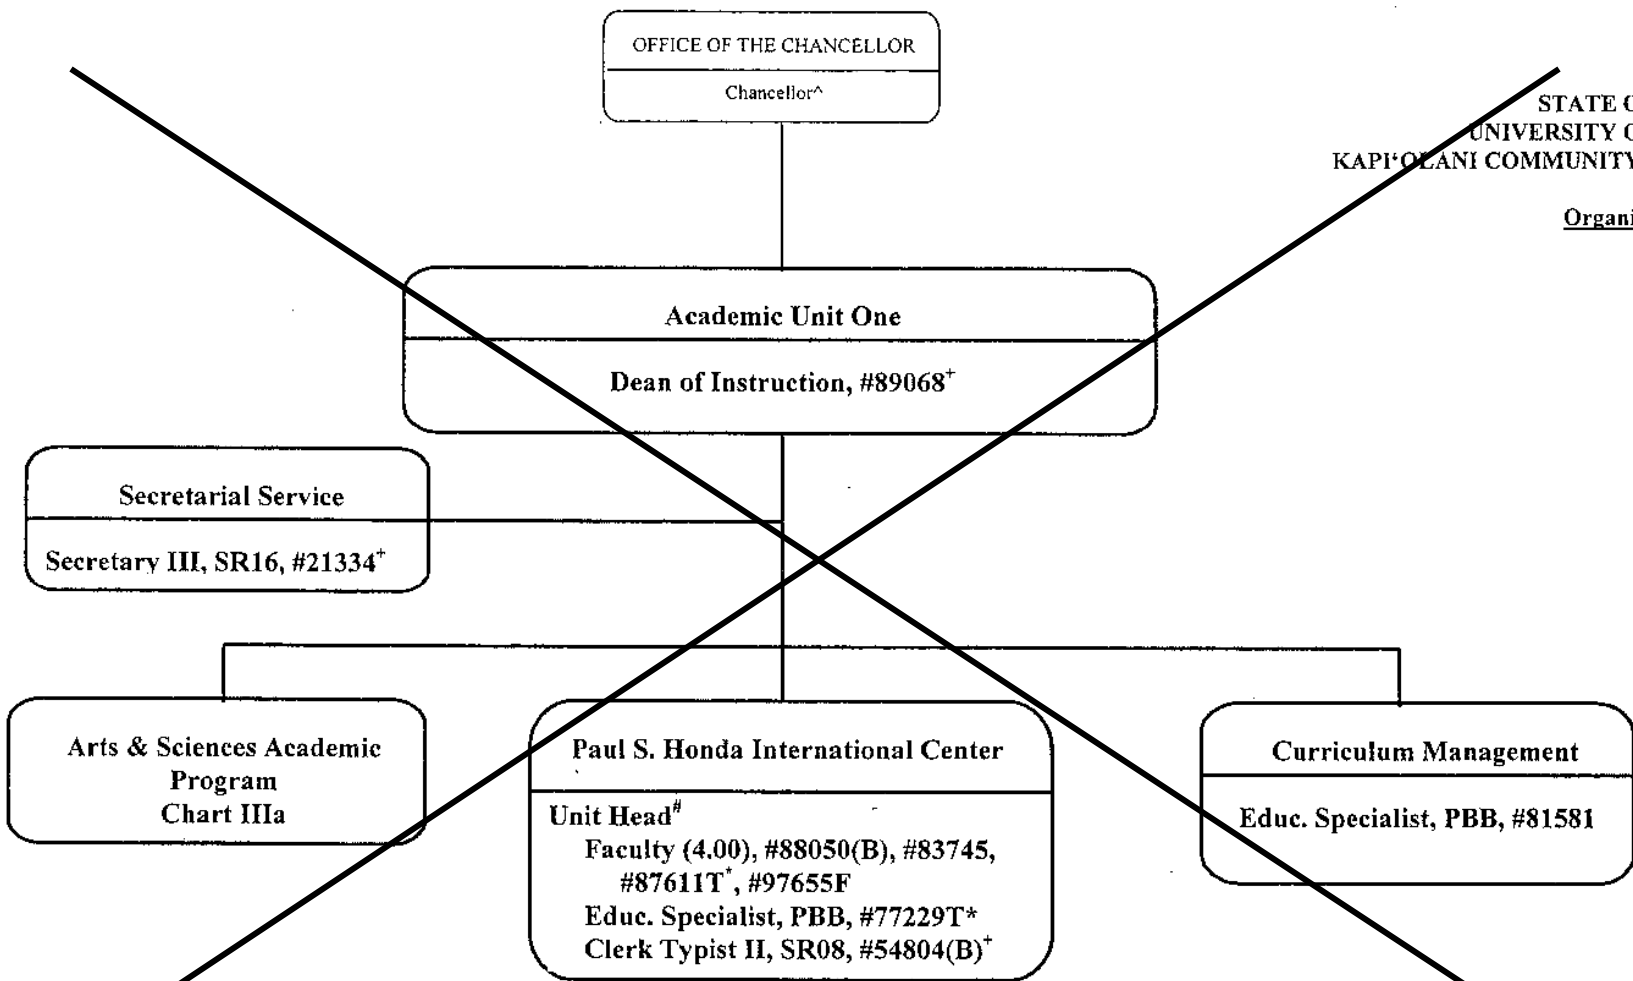 OFFICE OF THE CHANCELLOR
Chancellor^
STATE O
UNIVERSITY O
KAPI‘OLANI COMMUNITY
Organi
Academic Unit One
Dean of Instruction, #89068⁺
Secretarial Service
Secretary III, SR16, #21334⁺
Arts & Sciences Academic
Program
Chart IIIa
Paul S. Honda International Center
Unit Head#
Faculty (4.00), #88050(B), #83745,
#87611T*, #97655F
Educ. Specialist, PBB, #77229T*
Clerk Typist II, SR08, #54804(B)⁺
Curriculum Management
Educ. Specialist, PBB, #81581